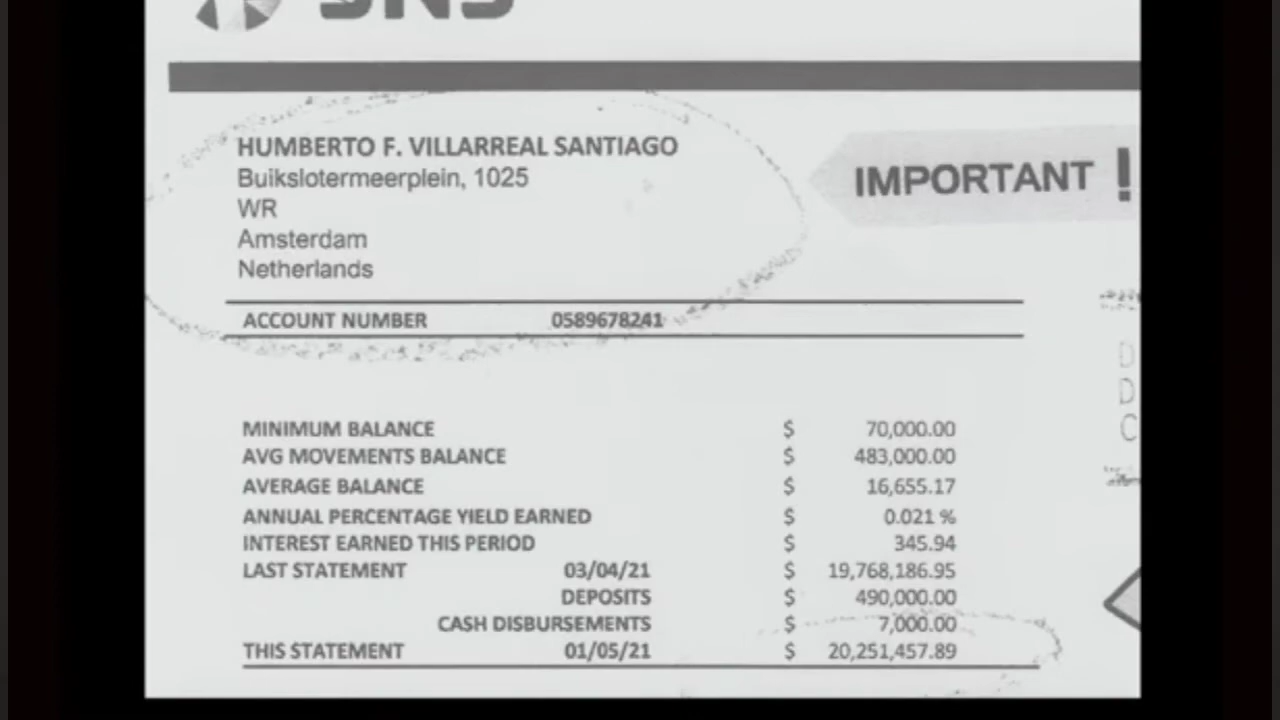 SNS
HUMBERTO F. VILLARREAL SANTIAGO
Buikslotermeerplein, 1025
WR
Amsterdam
Netherlands
IMPORTANT !
ACCOUNT NUMBER 0589678241
MINIMUM BALANCE $ 70,000.00
AVG MOVEMENTS BALANCE $ 483,000.00
AVERAGE BALANCE $ 16,655.17
ANNUAL PERCENTAGE YIELD EARNED $ 0.021 %
INTEREST EARNED THIS PERIOD $ 345.94
LAST STATEMENT 03/04/21 $ 19,768,186.95
DEPOSITS $ 490,000.00
CASH DISBURSEMENTS $ 7,000.00
THIS STATEMENT 01/05/21 $ 20,251,457.89
D
D
C